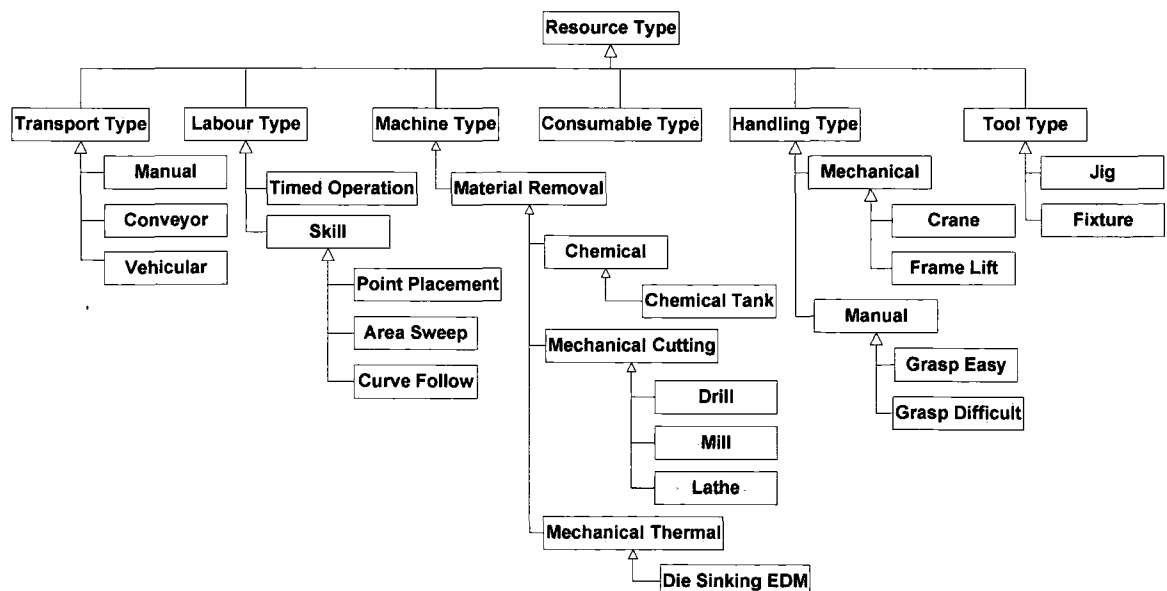 Resource Type
Transport Type
Labour Type
Machine Type
Consumable Type
Handling Type
Tool Type
Manual
Conveyor
Vehicular
Timed Operation
Skill
Point Placement
Area Sweep
Curve Follow
Material Removal
Chemical
Chemical Tank
Mechanical Cutting
Drill
Mill
Lathe
Mechanical Thermal
Die Sinking EDM
Mechanical
Crane
Frame Lift
Manual
Grasp Easy
Grasp Difficult
Jig
Fixture